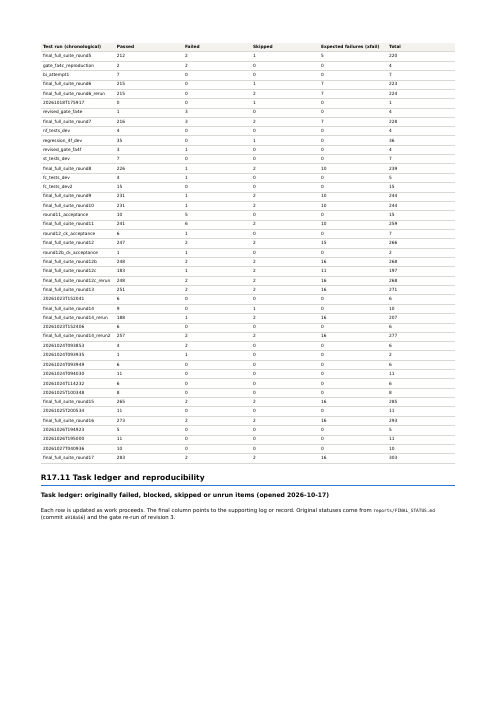 Test run (chronological) Passed Failed Skipped Expected failures (xfail) Total
final_full_suite_round5 212 2 1 5 220
gate_fa4c_reproduction 2 2 0 0 4
bi_attempt1 7 0 0 0 7
final_full_suite_round6 215 0 1 7 223
final_full_suite_round6_rerun 215 0 2 7 224
20261018T175917 0 0 1 0 1
revised_gate_fa4e 1 3 0 0 4
final_full_suite_round7 216 3 2 7 228
nf_tests_dev 4 0 0 0 4
regression_df_dev 35 0 1 0 36
revised_gate_fa4f 3 1 0 0 4
st_tests_dev 7 0 0 0 7
final_full_suite_round8 226 1 2 10 239
fc_tests_dev 4 1 0 0 5
fc_tests_dev2 15 0 0 0 15
final_full_suite_round9 231 1 2 10 244
final_full_suite_round10 231 1 2 10 244
round11_acceptance 10 5 0 0 15
final_full_suite_round11 241 6 2 10 259
round12_ck_acceptance 6 1 0 0 7
final_full_suite_round12 247 2 2 15 266
round12b_dc_acceptance 1 1 0 0 2
final_full_suite_round12b 248 2 2 16 268
final_full_suite_round12c 183 1 2 11 197
final_full_suite_round12c_rerun 248 2 2 16 268
final_full_suite_round13 251 2 2 16 271
20261023T152041 6 0 0 0 6
final_full_suite_round14 9 0 1 0 10
final_full_suite_round14_rerun 188 1 2 16 207
20261023T152406 6 0 0 0 6
final_full_suite_round14_rerun2 257 2 2 16 277
20261024T093853 4 2 0 0 6
20261024T093935 1 1 0 0 2
20261024T093949 6 0 0 0 6
20261024T094030 11 0 0 0 11
20261024T114232 6 0 0 0 6
20261025T100348 8 0 0 0 8
final_full_suite_round15 265 2 2 16 285
20261025T200534 11 0 0 0 11
final_full_suite_round16 273 2 2 16 293
20261026T194923 5 0 0 0 5
20261026T195000 11 0 0 0 11
20261027T040936 10 0 0 0 10
final_full_suite_round17 283 2 2 16 303
R17.11 Task ledger and reproducibility
Task ledger: originally failed, blocked, skipped or unrun items (opened 2026-10-17)
Each row is updated as work proceeds. The final column points to the supporting log or record. Original statuses come from reports/FINAL_STATUS.md
(commit and the gate re-run of revision 3.